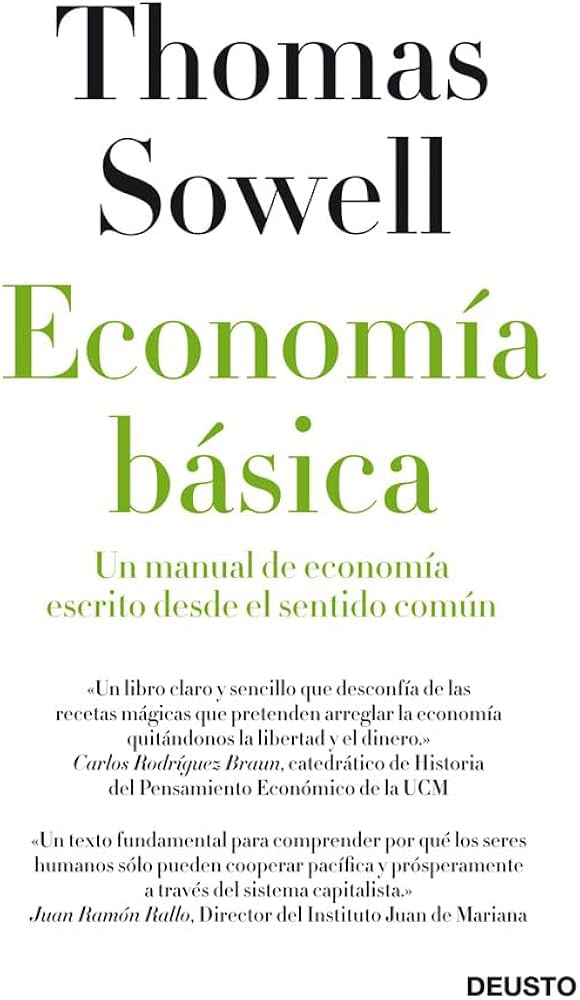 Thomas
Sowell
Economía
básica
Un manual de economía
escrito desde el sentido común
«Un libro claro y sencillo que desconfía de las
recetas mágicas que pretenden arreglar la economía
quitándonos la libertad y el dinero.»
Carlos Rodríguez Braun, catedrático de Historia
del Pensamiento Económico de la UCM
«Un texto fundamental para comprender por qué los seres
humanos sólo pueden cooperar pacífica y prósperamente
a través del sistema capitalista.»
Juan Ramón Rallo, Director del Instituto Juan de Mariana
DEUSTO